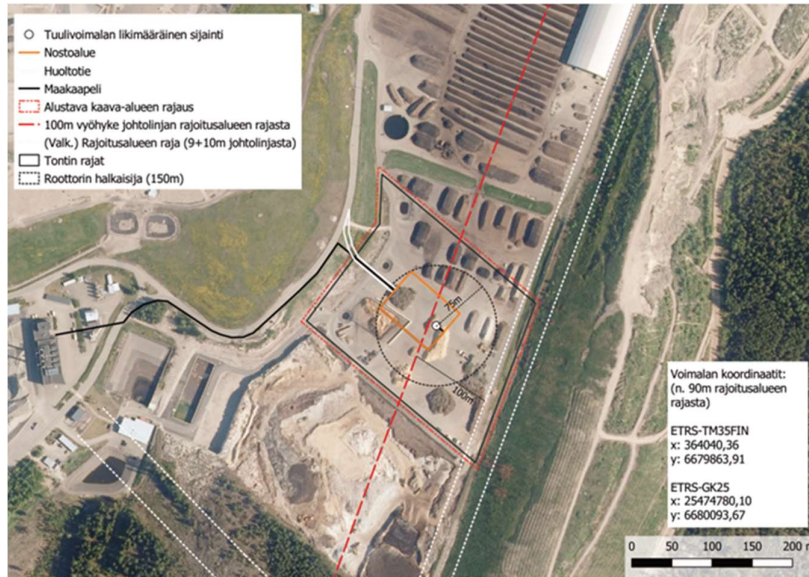 Tuulivoimalan likimääräinen sijainti
Nostoalue
Huoltotie
Maakaapeli
Alustava kaava-alueen rajaus
100m vyöhyke johtolinjan rajoitusalueen rajasta
(Valk.) Rajoitusalueen raja (9+10m johtolinjasta)
Tontin rajat
Roottorin halkaisija (150m)
75m
100m
Voimalan koordinaatit:
(n. 90m rajoitusalueen
rajasta)
ETRS-TM35FIN
x: 364040,36
y: 6679863,91
ETRS-GK25
x: 25474780,10
y: 6680093,67
0 50 100 150 200 m